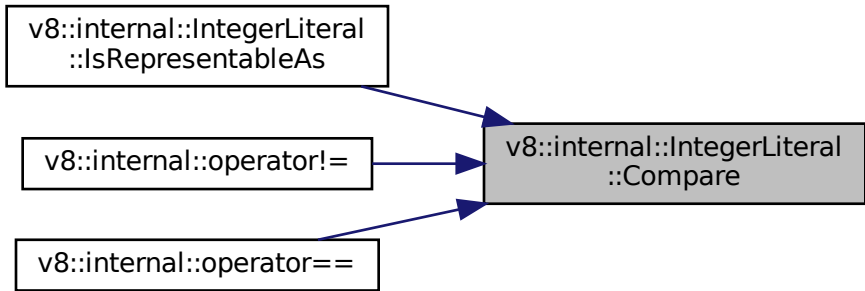 v8::internal::IntegerLiteral
::IsRepresentableAs
v8::internal::operator!=
v8::internal::operator==
v8::internal::IntegerLiteral
::Compare